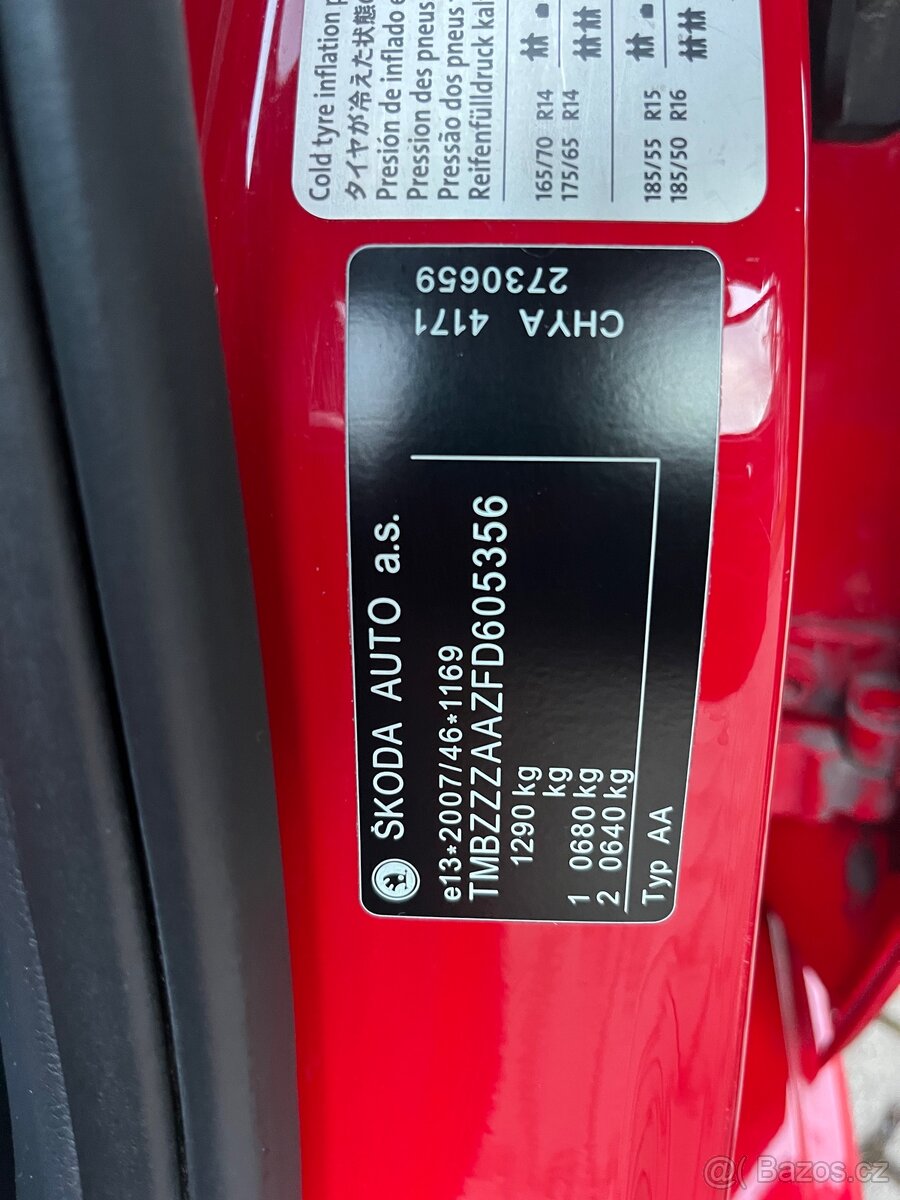 Cold tyre inflation
タイヤが冷えた状態
Presión de inflado
Pression des pneus
Pressão dos pneus
Reifenfülldruck
165/70 R14
175/65 R14
185/55 R15
185/50 R16
ŠKODA AUTO a.s.
e13*2007/46*1169
TMBZZZAAZFD605356
1290 kg
kg
1 0680 kg
2 0640 kg
Typ AA
CHYA 4171
2730659
@( Bazos.cz